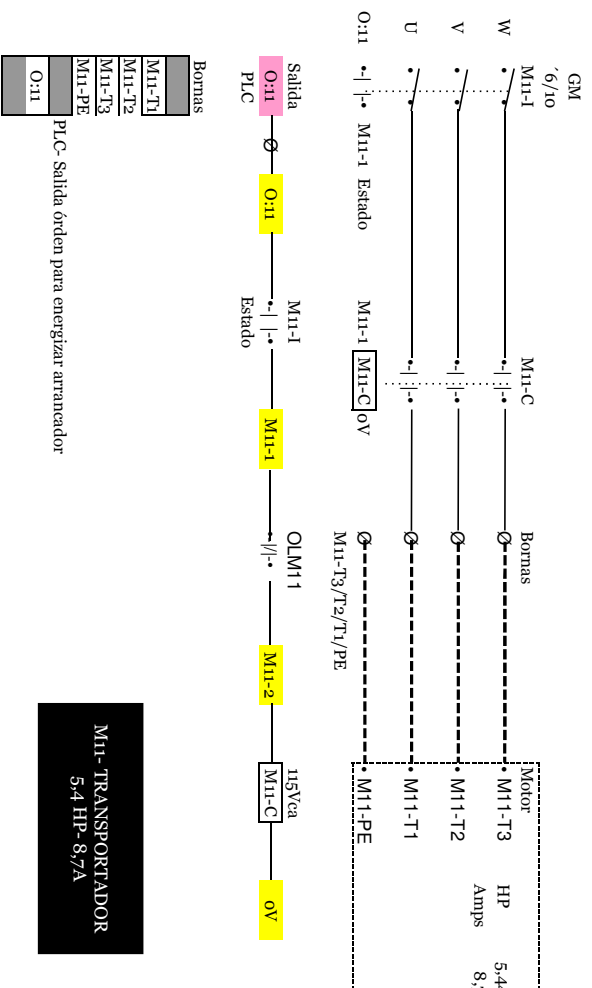 GM
´6/10
M11-I M11-C Bornas Motor
W M11-T3 HP 5,44
Amps 8,
V M11-T2
U M11-T1
O:11 M11-1 Estado M11-1 M11-C 0V M11-PE
M11-T3/T2/T1/PE
Salida M11-I OLM11 115Vca
O:11 Ø O:11 M11-1 M11-2 M11-C 0V
PLC Estado
Bornas
M11-T1
M11-T2
M11-T3
M11-PE
PLC- Salida órden para energizar arrancador
O:11
M11- TRANSPORTADOR
5,4 HP- 8,7A